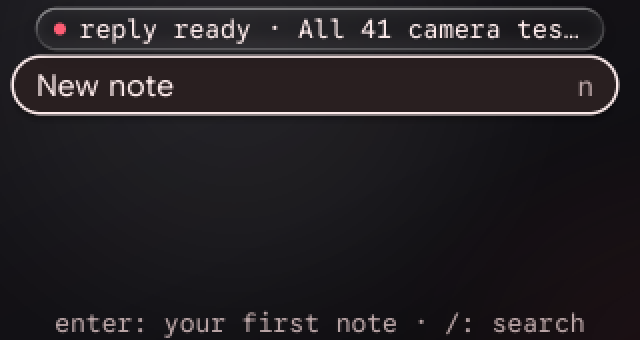 reply ready · All 41 camera tes…
New note n
enter: your first note · /: search